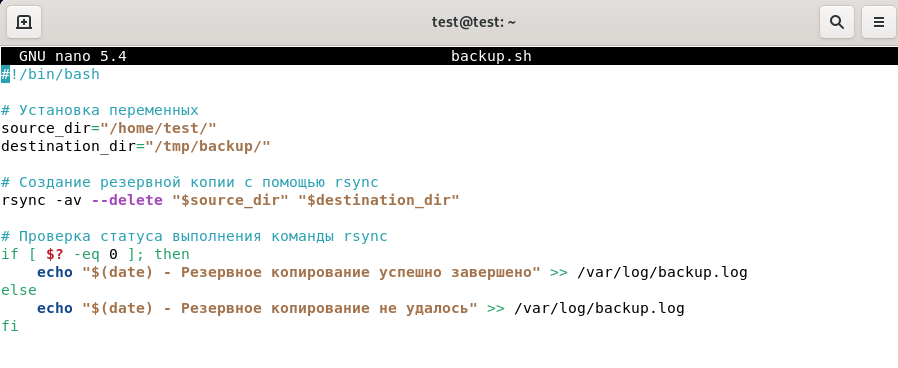 test@test: ~
GNU nano 5.4 backup.sh
#!/bin/bash
# Установка переменных
source_dir="/home/test/"
destination_dir="/tmp/backup/"
# Создание резервной копии с помощью rsync
rsync -av --delete "$source_dir" "$destination_dir"
# Проверка статуса выполнения команды rsync
if [ $? -eq 0 ]; then
    echo "$(date) - Резервное копирование успешно завершено" >> /var/log/backup.log
else
    echo "$(date) - Резервное копирование не удалось" >> /var/log/backup.log
fi